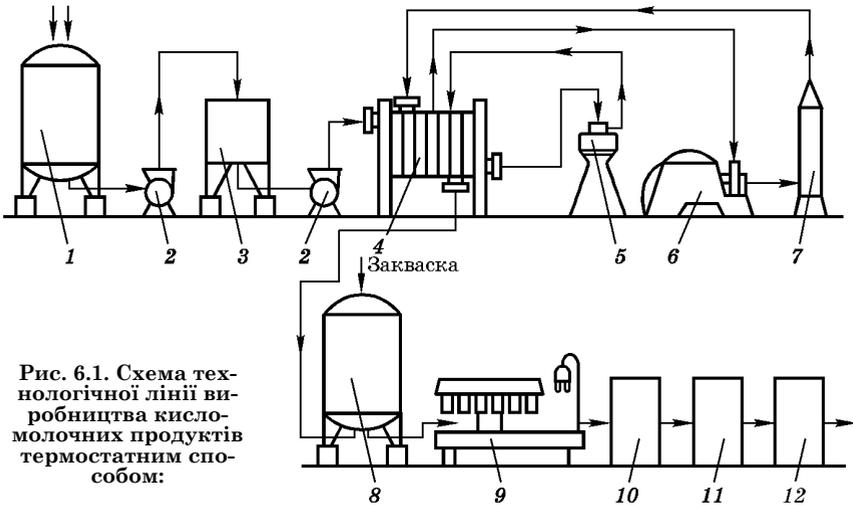 1 2 3 2 4 5 6 7
Закваска
Рис. 6.1. Схема тех-
нологічної лінії ви-
робництва кисло-
молочних продуктів
термостатним спо-
собом:
8 9 10 11 12